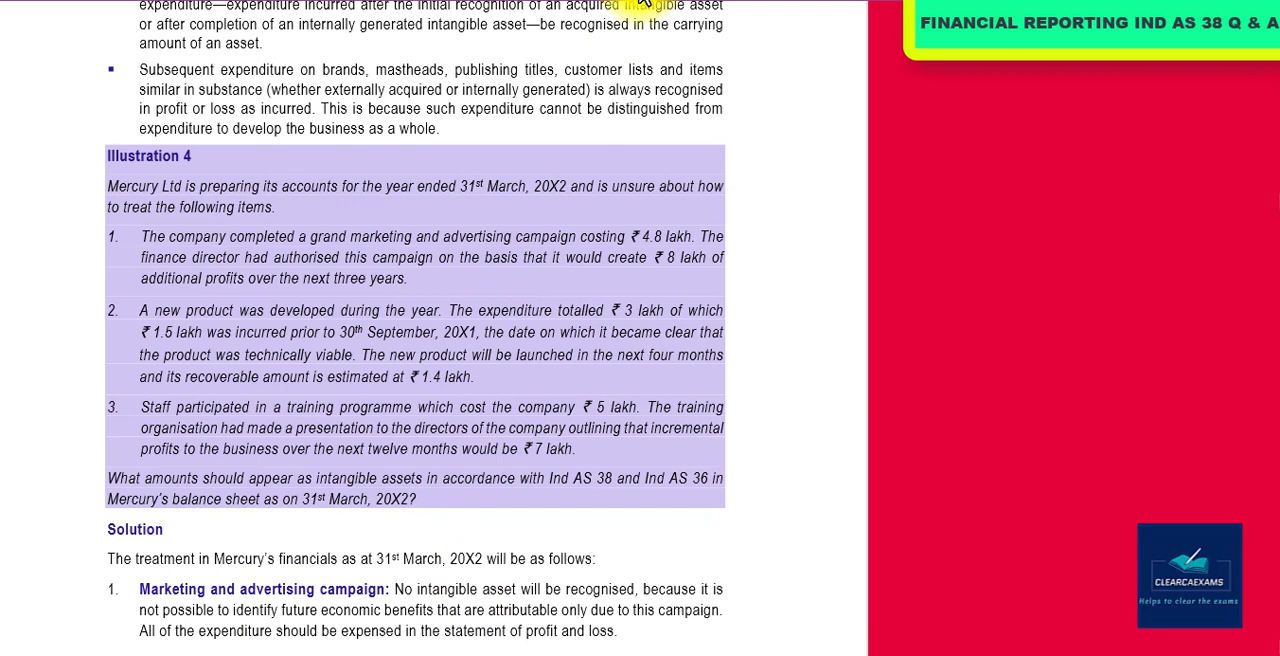 expenditure—expenditure incurred after the initial recognition of an acquired intangible asset
or after completion of an internally generated intangible asset—be recognised in the carrying
amount of an asset.
▪ Subsequent expenditure on brands, mastheads, publishing titles, customer lists and items
similar in substance (whether externally acquired or internally generated) is always recognised
in profit or loss as incurred. This is because such expenditure cannot be distinguished from
expenditure to develop the business as a whole.
Illustration 4
Mercury Ltd is preparing its accounts for the year ended 31st March, 20X2 and is unsure about how
to treat the following items.
1. The company completed a grand marketing and advertising campaign costing ₹ 4.8 lakh. The
finance director had authorised this campaign on the basis that it would create ₹ 8 lakh of
additional profits over the next three years.
2. A new product was developed during the year. The expenditure totalled ₹ 3 lakh of which
₹ 1.5 lakh was incurred prior to 30th September, 20X1, the date on which it became clear that
the product was technically viable. The new product will be launched in the next four months
and its recoverable amount is estimated at ₹ 1.4 lakh.
3. Staff participated in a training programme which cost the company ₹ 5 lakh. The training
organisation had made a presentation to the directors of the company outlining that incremental
profits to the business over the next twelve months would be ₹ 7 lakh.
What amounts should appear as intangible assets in accordance with Ind AS 38 and Ind AS 36 in
Mercury's balance sheet as on 31st March, 20X2?
Solution
The treatment in Mercury's financials as at 31st March, 20X2 will be as follows:
1. Marketing and advertising campaign: No intangible asset will be recognised, because it is
not possible to identify future economic benefits that are attributable only due to this campaign.
All of the expenditure should be expensed in the statement of profit and loss.
FINANCIAL REPORTING IND AS 38 Q & A
CLEARCAEXAMS
Helps to clear the exams